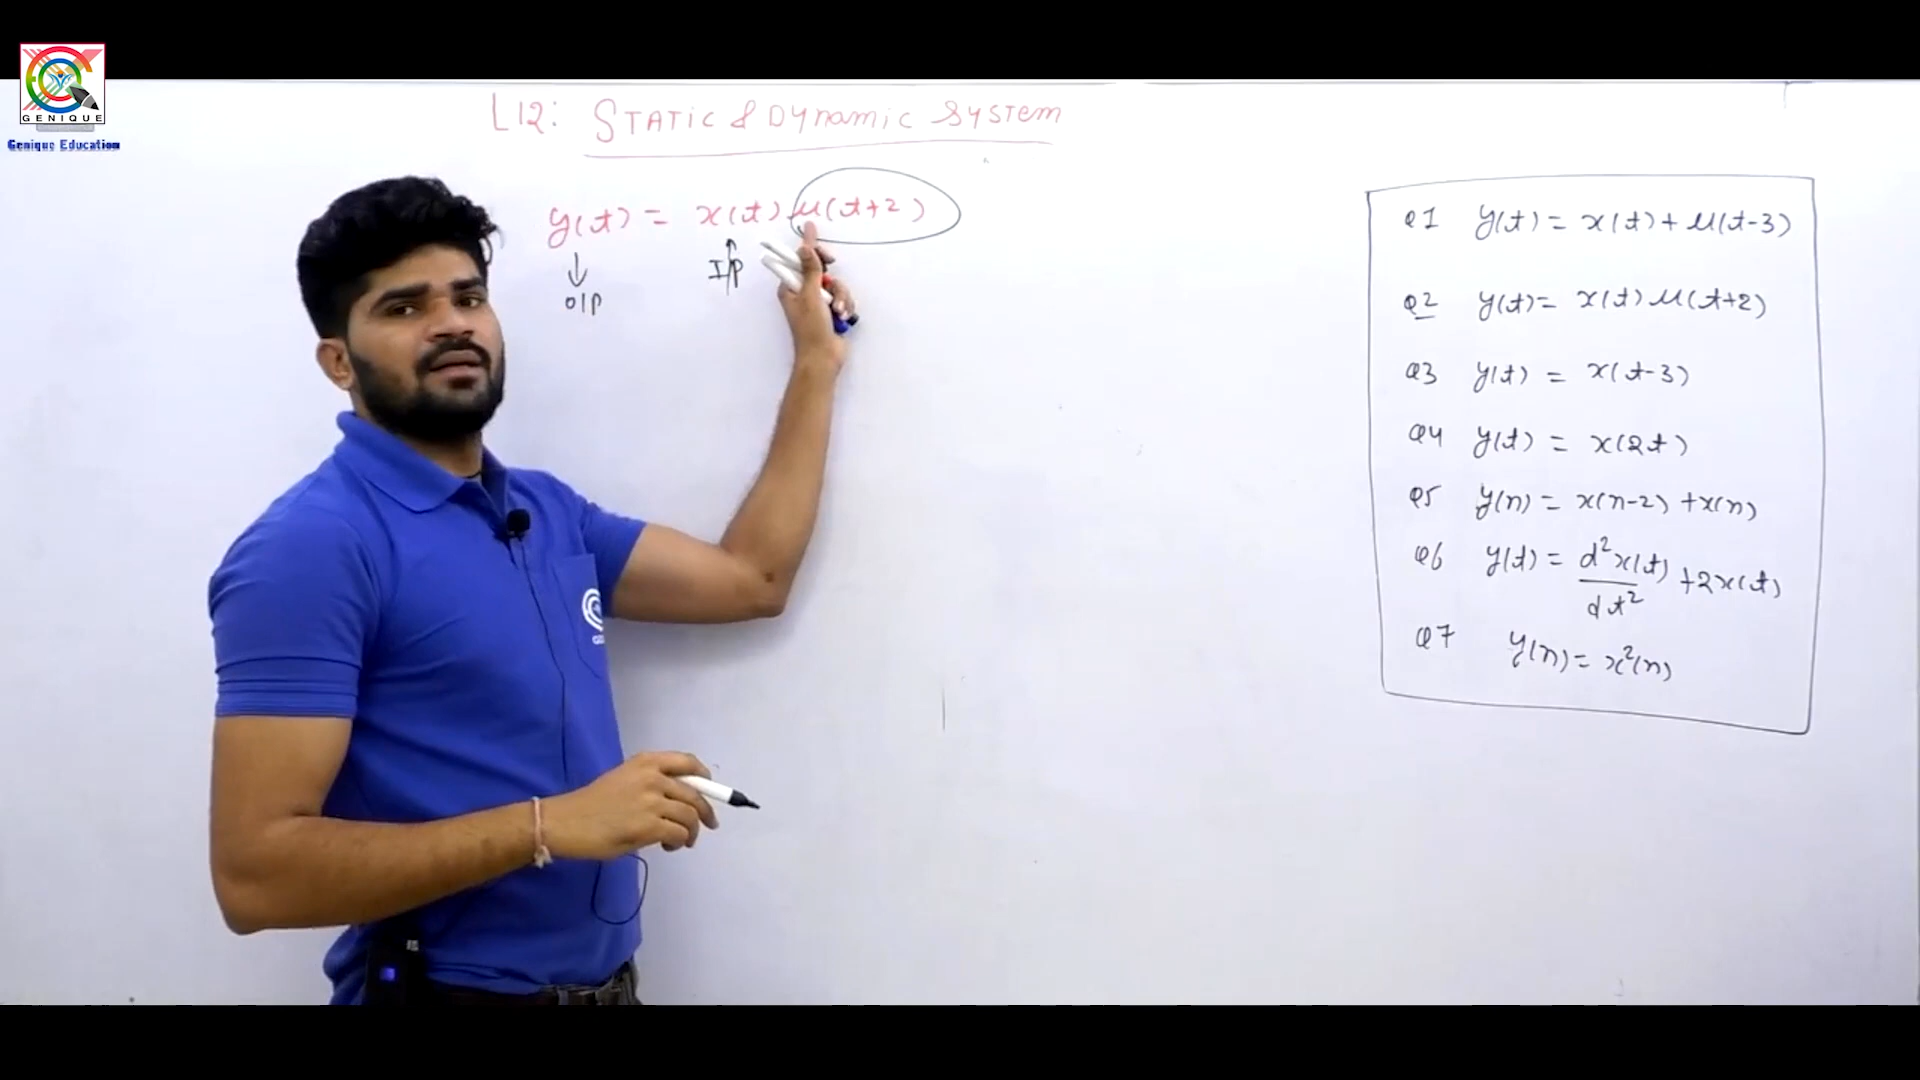 GENIQUE
Genique Education
L12: STATIC & DYNAMIC SYSTEM
y(t) = x(t) u(t+2)
I/P
O/P
Q1 y(t) = x(t) + u(t-3)
Q2 y(t) = x(t) u(t+2)
Q3 y(t) = x(t-3)
Q4 y(t) = x(2t)
Q5 y(n) = x(n-2) + x(n)
Q6 y(t) = d²x(t)/dt² + 2x(t)
Q7 y(n) = x²(n)